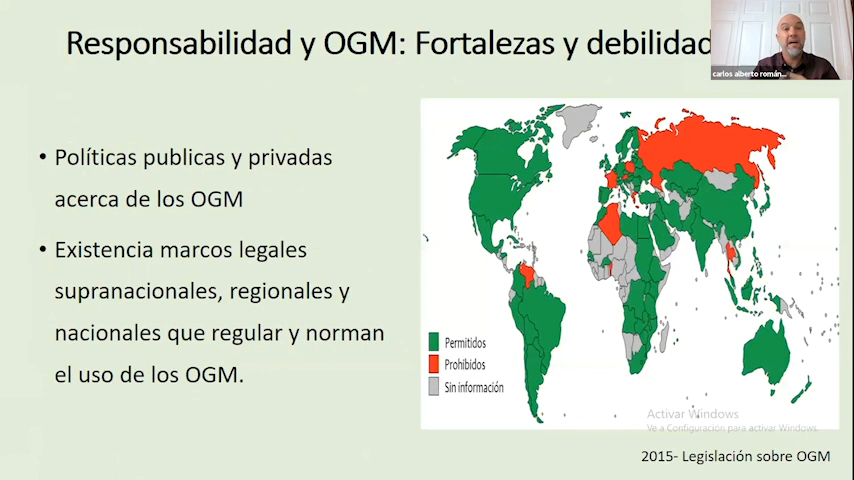 Responsabilidad y OGM: Fortalezas y debilidad
carlos alberto román...
• Políticas publicas y privadas
acerca de los OGM
• Existencia marcos legales
supranacionales, regionales y
nacionales que regular y norman
el uso de los OGM.
Permitidos
Prohíbidos
Sin información
Activar Windows
Ve a Configuración para activar Windows.
2015- Legislación sobre OGM